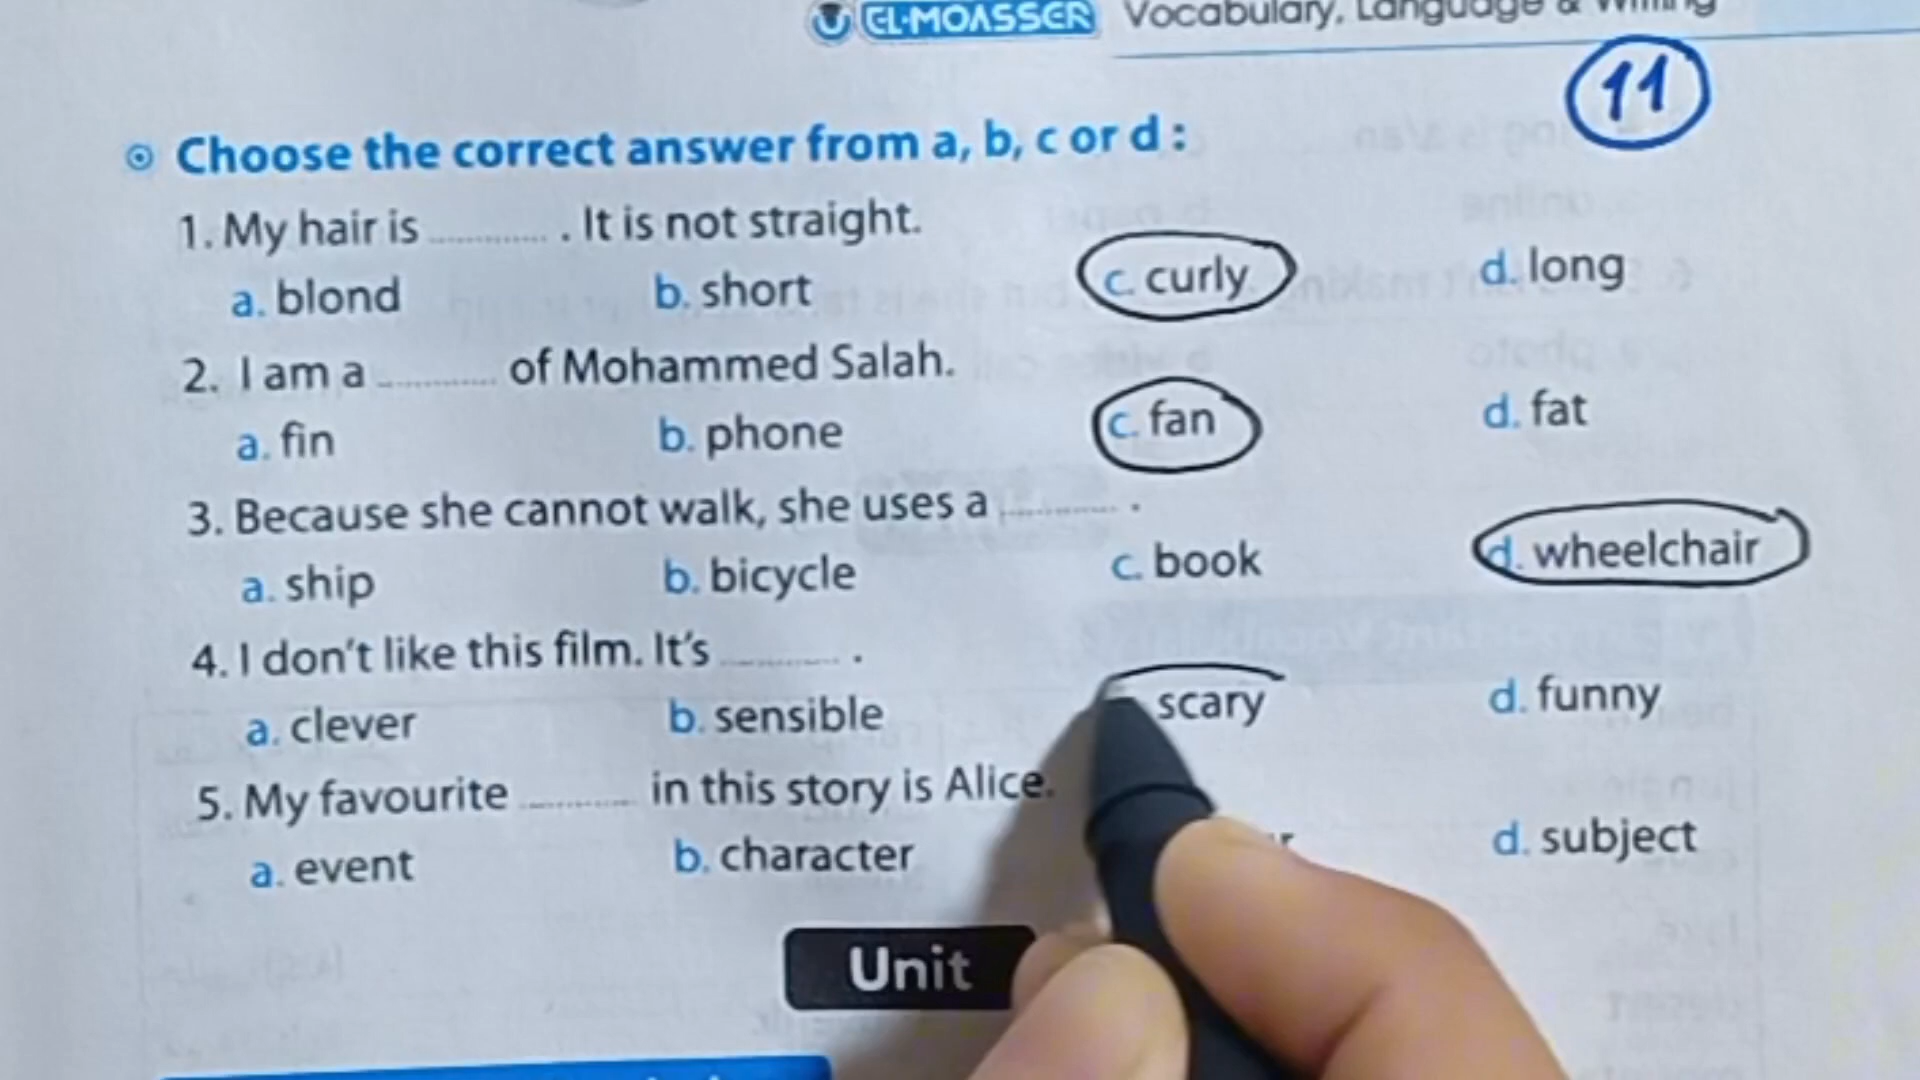 EL-MOASSER Vocabulary, Language & Writing
11
Choose the correct answer from a, b, c or d :
1. My hair is ............ . It is not straight.
a. blond b. short c. curly d. long
2. I am a ............ of Mohammed Salah.
a. fin b. phone c. fan d. fat
3. Because she cannot walk, she uses a ............ .
a. ship b. bicycle c. book d. wheelchair
4. I don't like this film. It's ............ .
a. clever b. sensible scary d. funny
5. My favourite ............ in this story is Alice.
a. event b. character d. subject
Unit